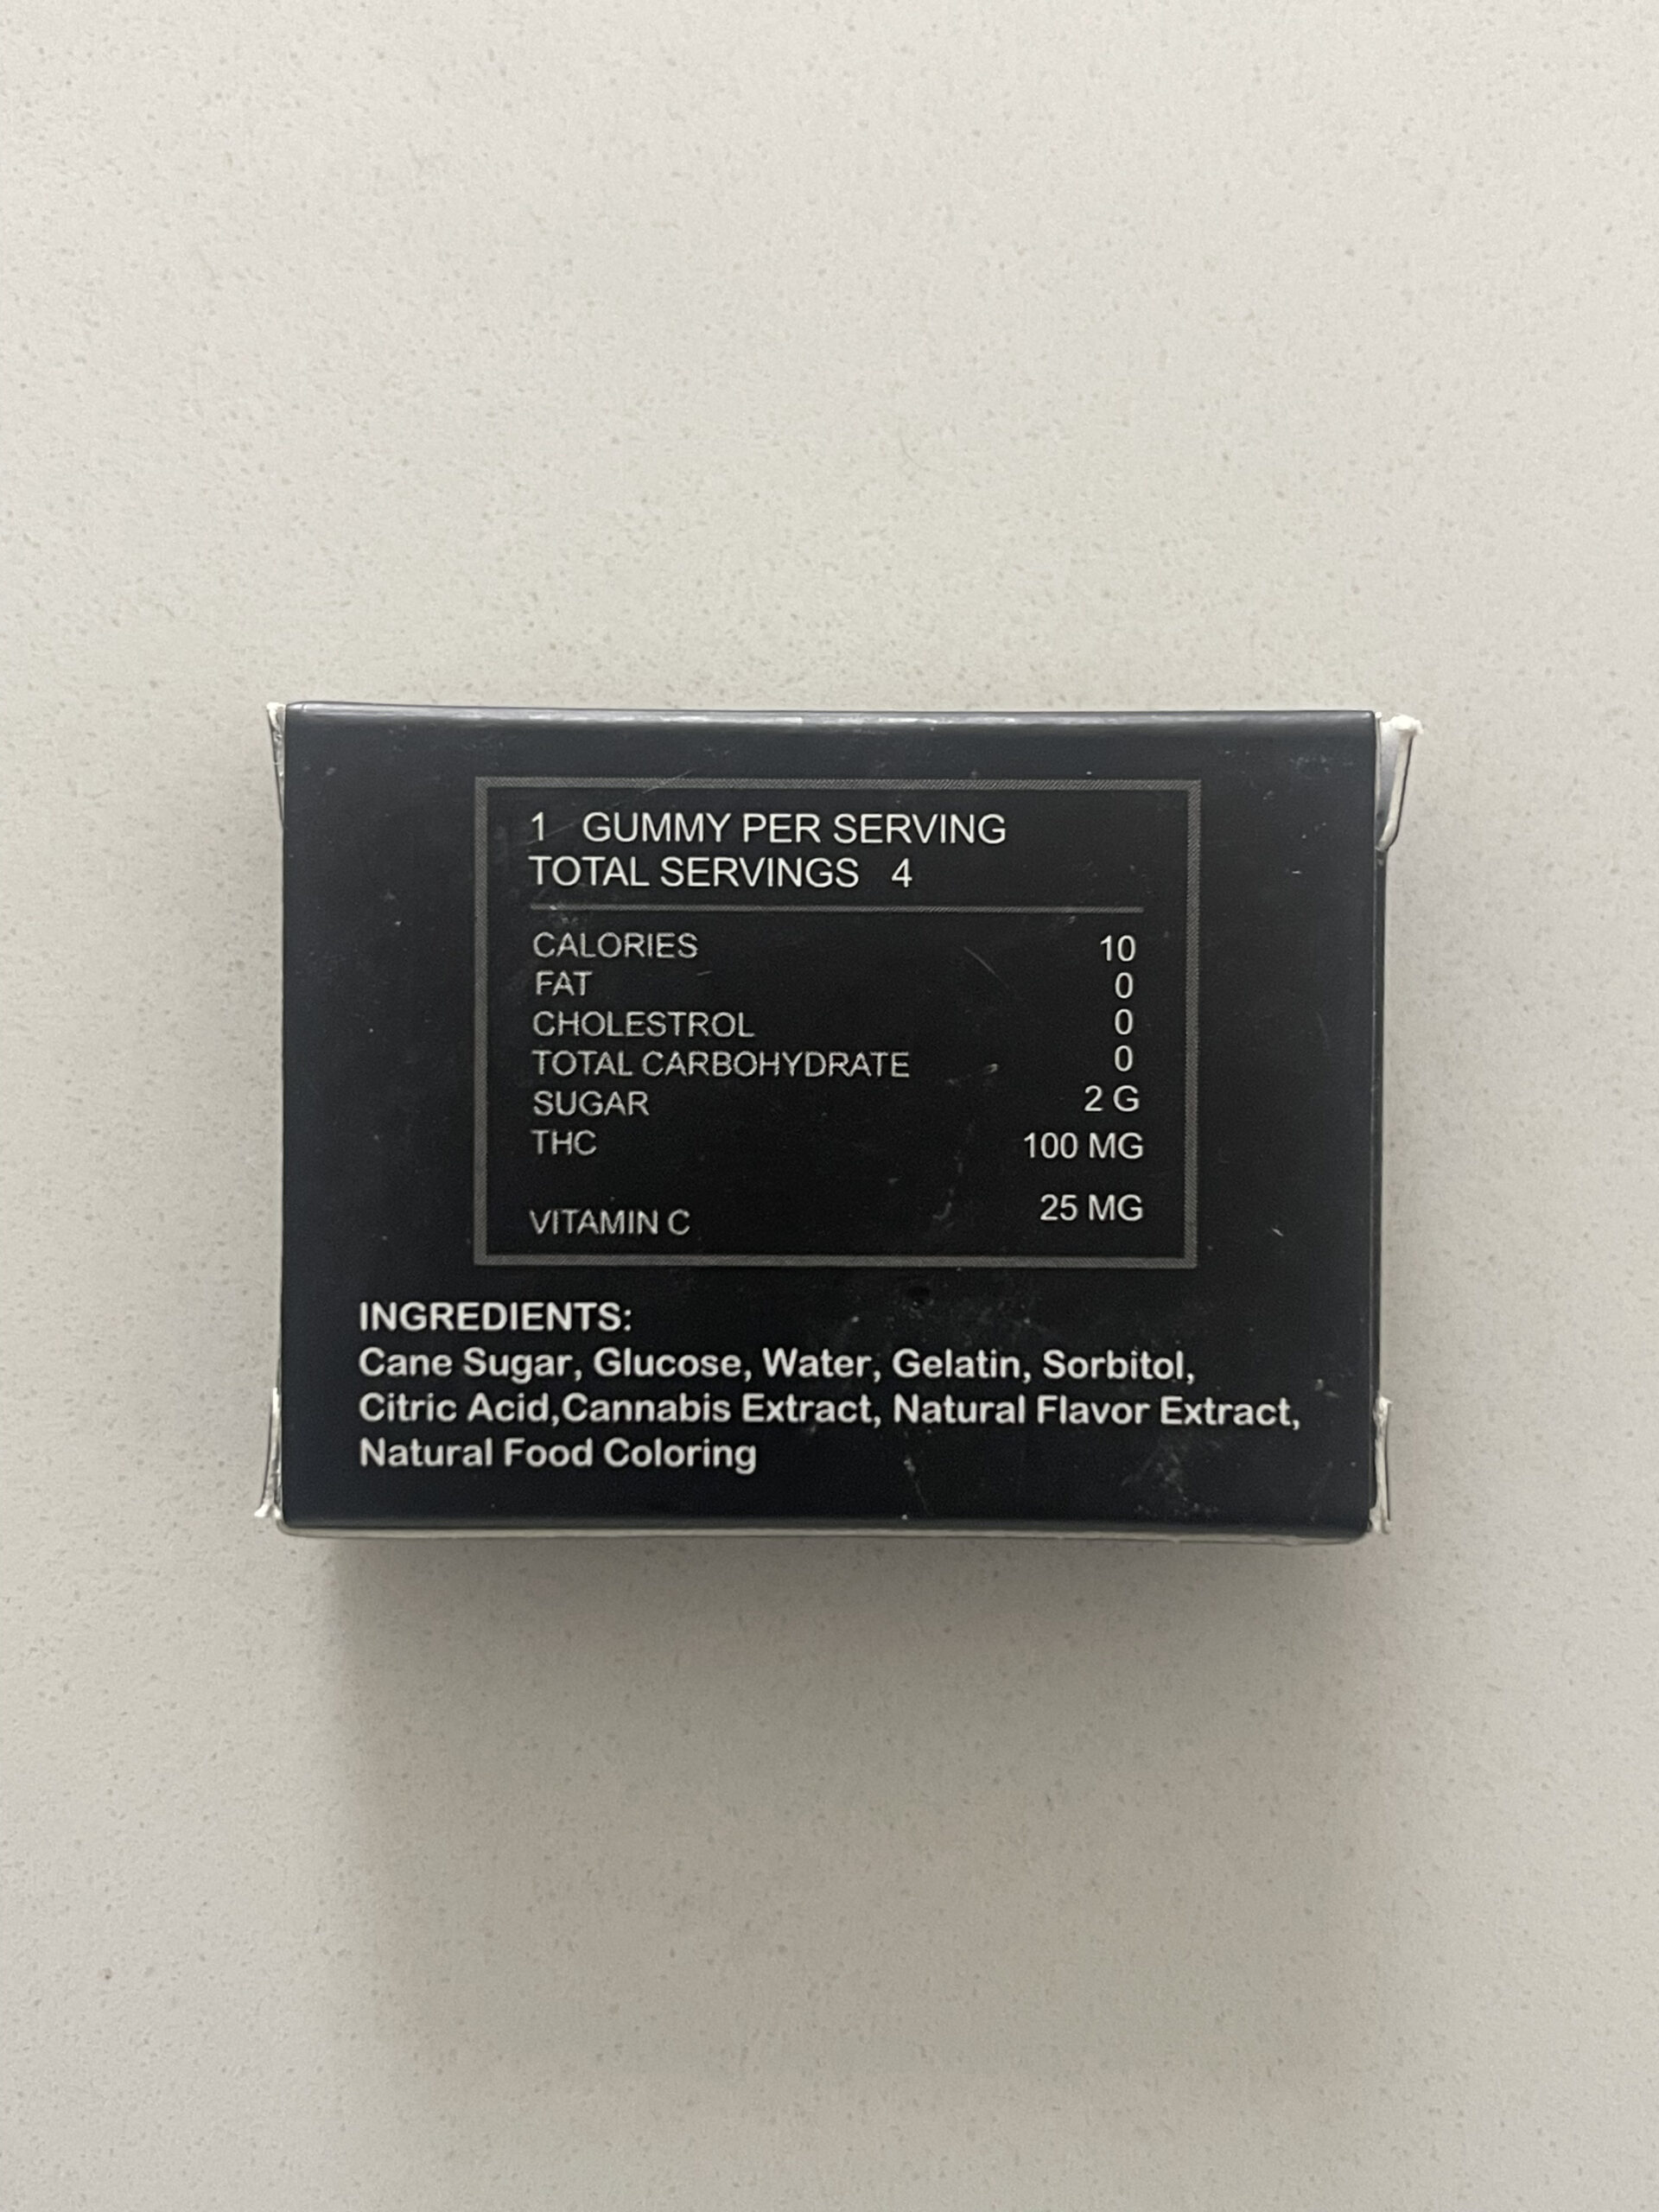 1 GUMMY PER SERVING
TOTAL SERVINGS 4
CALORIES 10
FAT 0
CHOLESTROL 0
TOTAL CARBOHYDRATE 0
SUGAR 2 G
THC 100 MG
VITAMIN C 25 MG
INGREDIENTS:
Cane Sugar, Glucose, Water, Gelatin, Sorbitol,
Citric Acid,Cannabis Extract, Natural Flavor Extract,
Natural Food Coloring